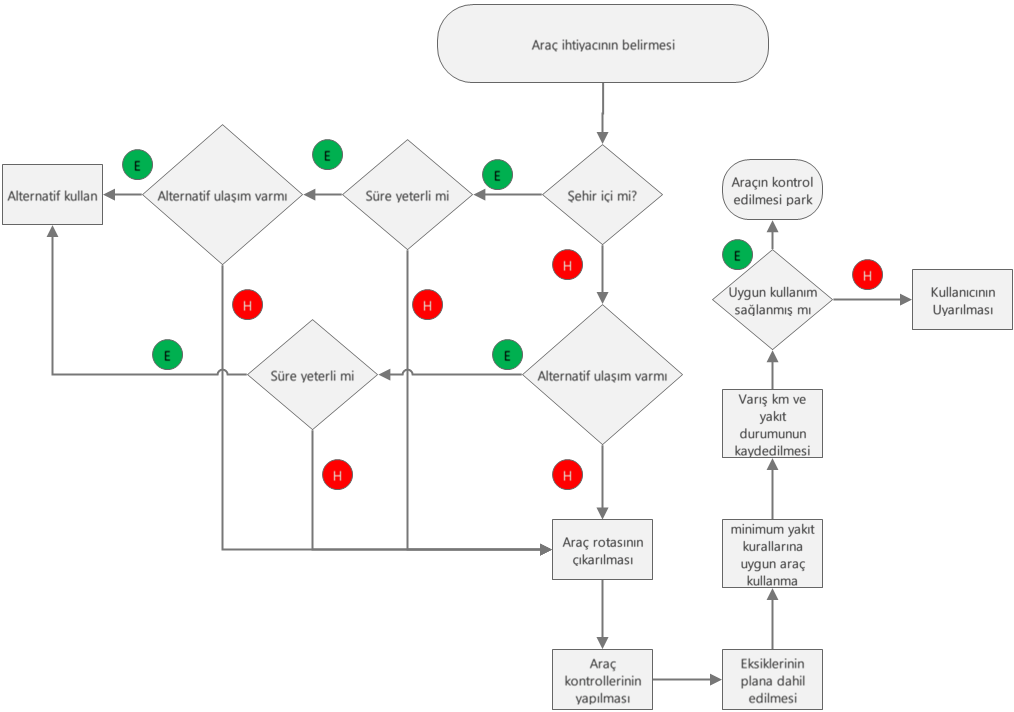 Araç ihtiyacının belirmesi
E
E
E
Alternatif kullan
Alternatif ulaşım varmı
Süre yeterli mi
Şehir içi mi?
Araçın kontrol
edilmesi park
H
E
H
Uygun kullanım
sağlanmış mı
Kullanıcının
Uyarılması
H
H
E
E
Süre yeterli mi
Alternatif ulaşım varmı
Varış km ve
yakıt
durumunun
kaydedilmesi
H
H
Araç rotasının
çıkarılması
minimum yakıt
kurallarına
uygun araç
kullanma
Araç
kontrollerinin
yapılması
Eksiklerinin
plana dahil
edilmesi